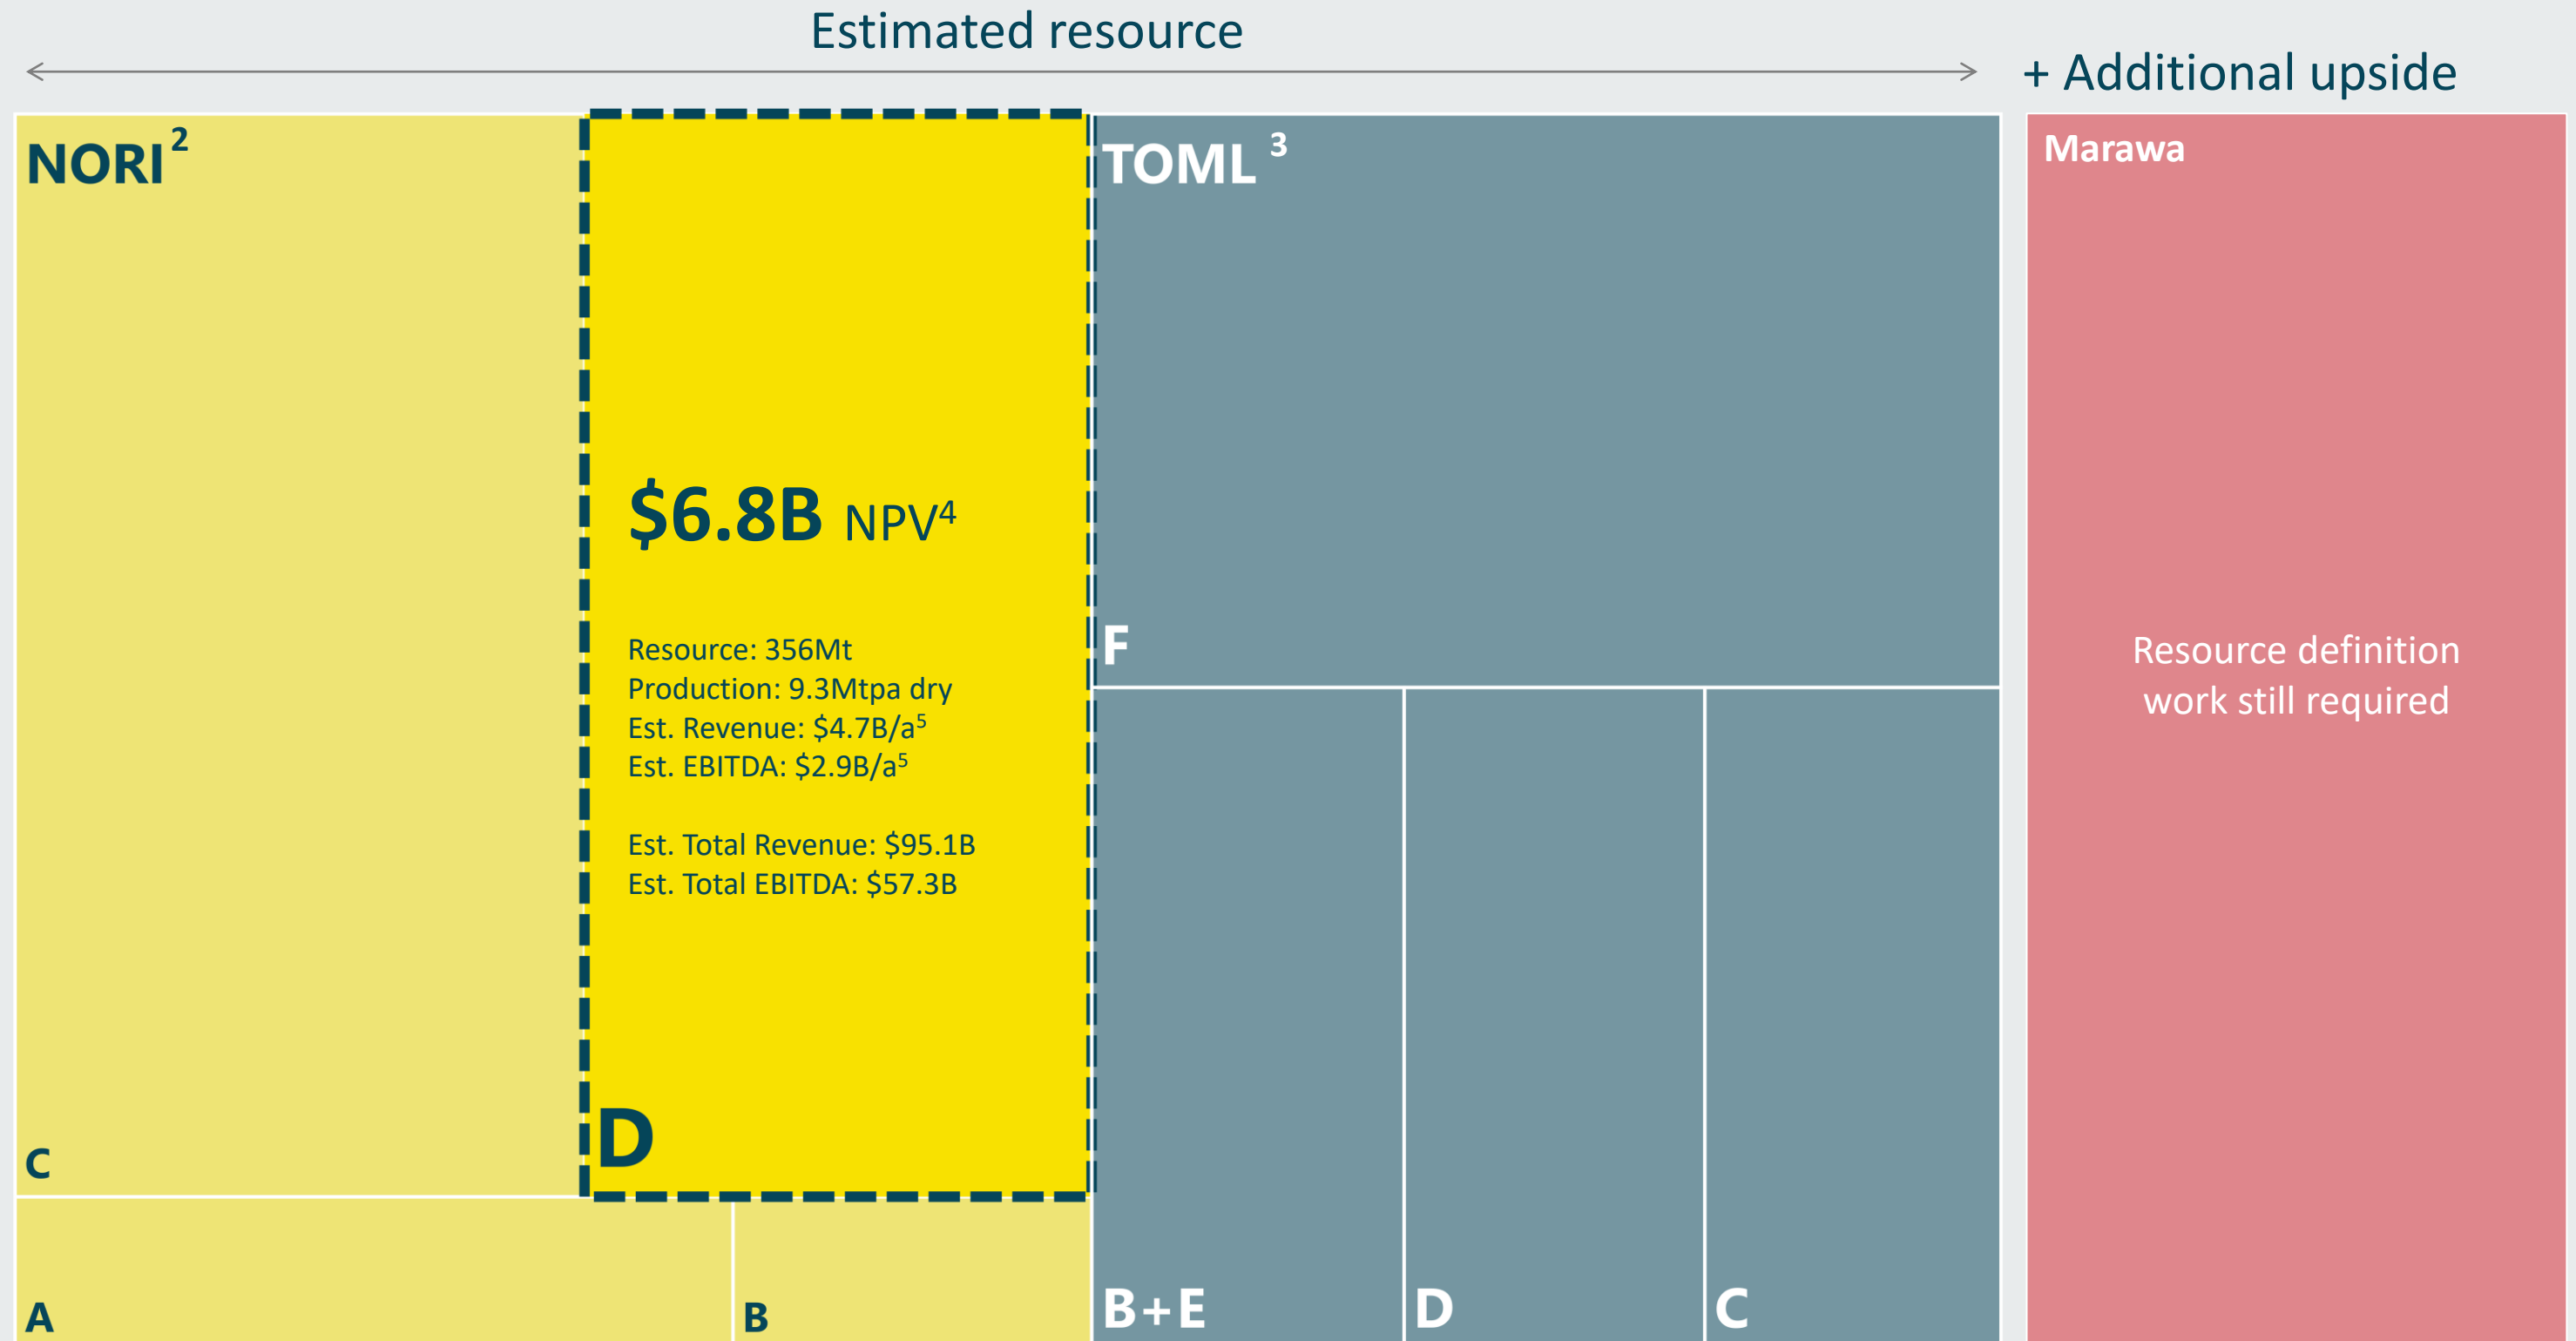 Estimated resource
+ Additional upside
NORI²
C
A
B
$6.8B NPV⁴
Resource: 356Mt
Production: 9.3Mtpa dry
Est. Revenue: $4.7B/a⁵
Est. EBITDA: $2.9B/a⁵
Est. Total Revenue: $95.1B
Est. Total EBITDA: $57.3B
D
TOML ³
F
B+E
D
C
Marawa
Resource definition
work still required